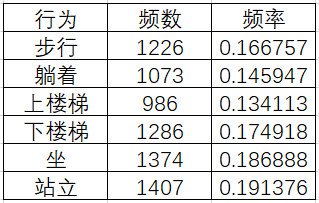 行为 频数 频率
步行 1226 0.166757
躺着 1073 0.145947
上楼梯 986 0.134113
下楼梯 1286 0.174918
坐 1374 0.186888
站立 1407 0.191376